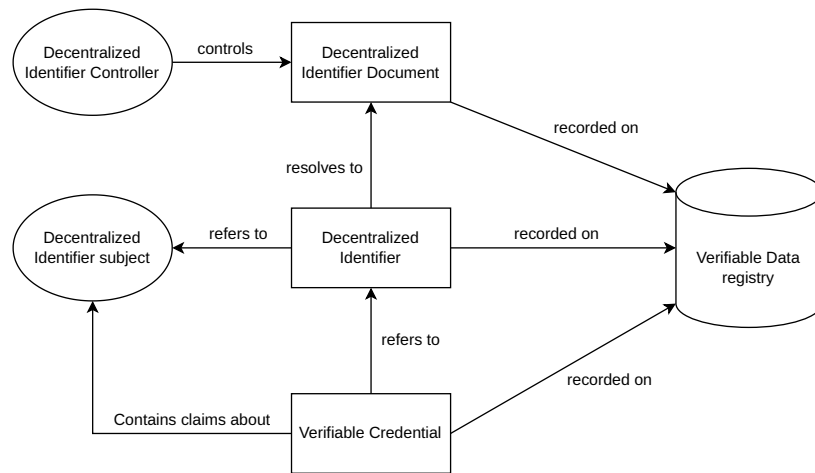 Decentralized
Identifier Controller
controls
Decentralized
Identifier Document
recorded on
resolves to
Decentralized
Identifier subject
refers to
Decentralized
Identifier
recorded on
Verifiable Data
registry
refers to
recorded on
Contains claims about
Verifiable Credential